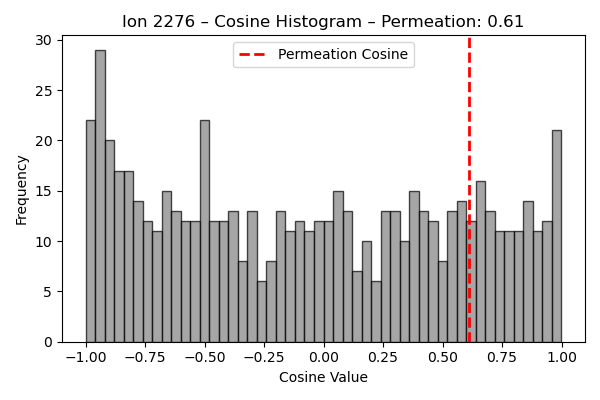 Ion 2276 – Cosine Histogram – Permeation: 0.61
Permeation Cosine
30
25
20
15
10
5
0
Frequency
−1.00 −0.75 −0.50 −0.25 0.00 0.25 0.50 0.75 1.00
Cosine Value